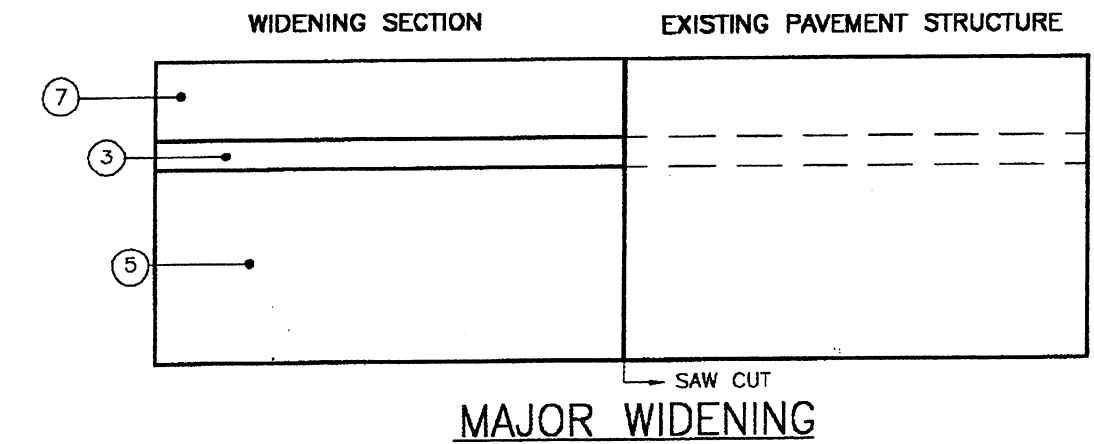 WIDENING SECTION
EXISTING PAVEMENT STRUCTURE
7
3
5
SAW CUT
MAJOR WIDENING